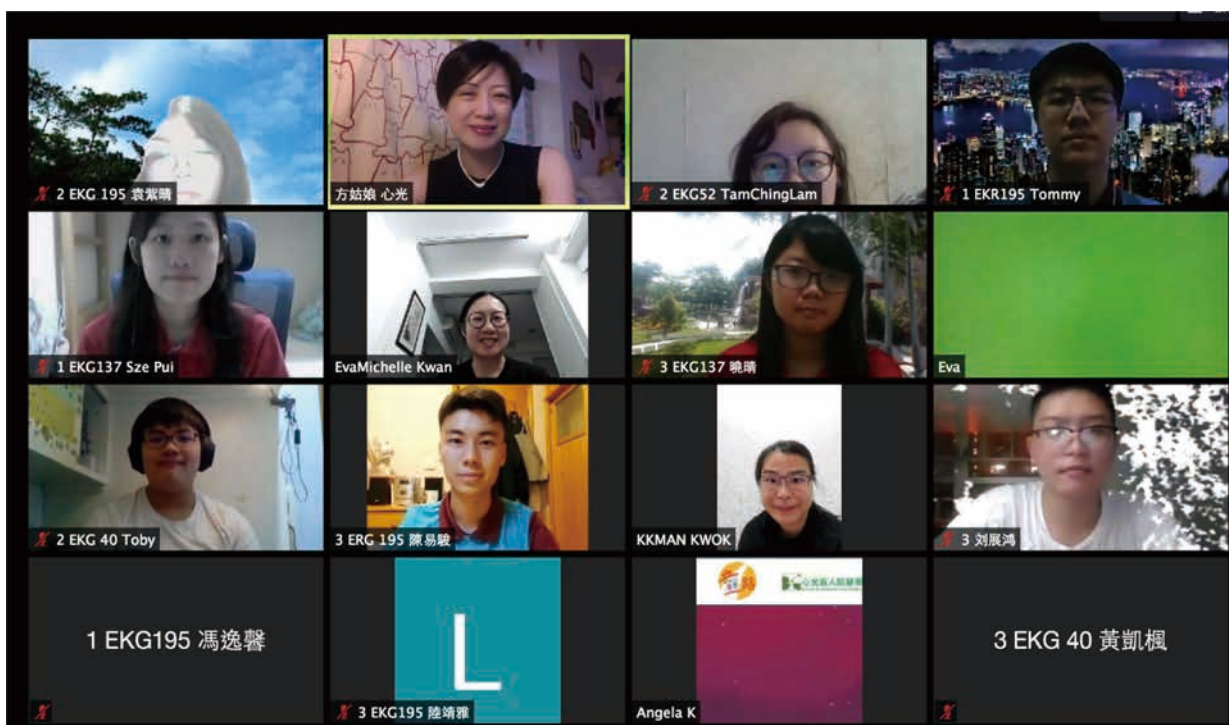 2 EKG 195 袁紫晴
方姑娘 心光
2 EKG52 TamChingLam
1 EKR195 Tommy
1 EKG137 Sze Pui
EvaMichelle Kwan
3 EKG137 曉晴
Eva
2 EKG 40 Toby
3 ERG 195 陳易駿
KKMAN KWOK
3 刘展鸿
1 EKG195 馮逸馨
L
3 EKG195 陸靖雅
Angela K
3 EKG 40 黃凱楓